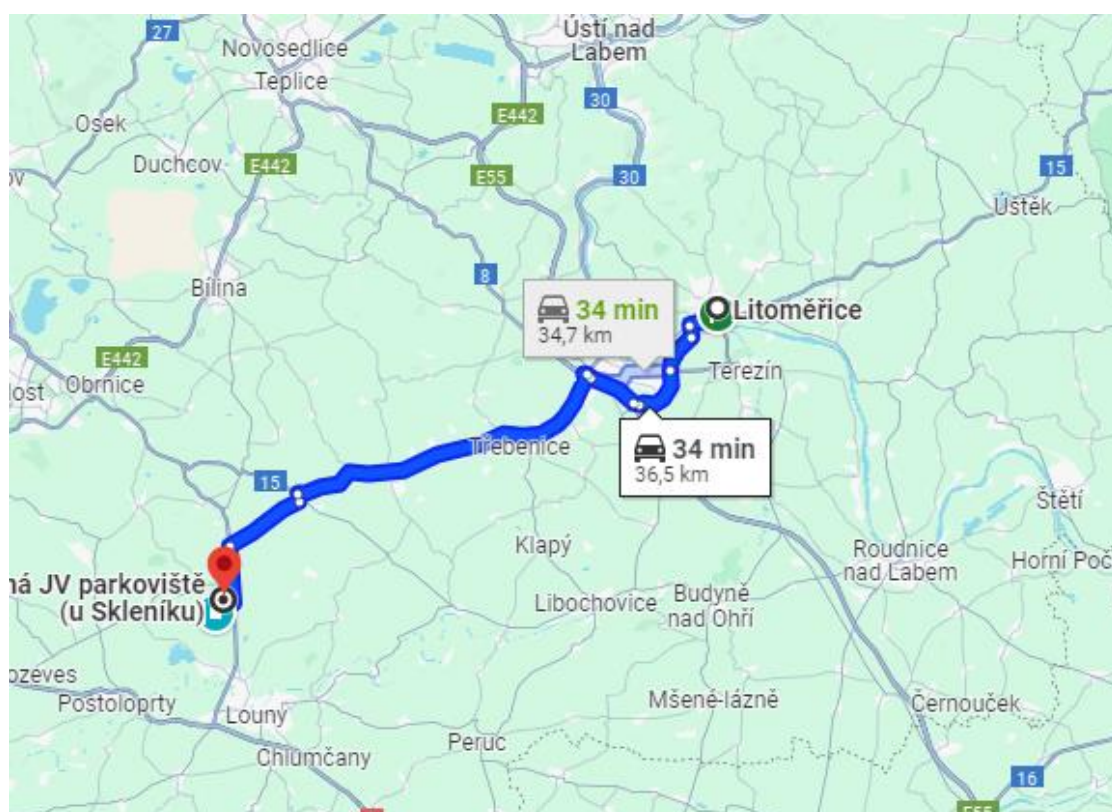 27
Novosedlice
Teplice
Ústí nad
Labem
30
E442
Osek
Duchcov
E442
E55
30
15
Úštěk
8
Bílina
34 min
34,7 km
Litoměřice
E442
Obrnice
Terezín
Třebenice
34 min
36,5 km
15
Štětí
Klapý
Roudnice
nad Labem
Horní Poč
ná JV parkoviště
(u Skleníku)
Libochovice
Budyně
nad Ohří
Postoloprty
Louny
Mšené-lázně
Černouček
Peruc
Chlumčany
16
E55